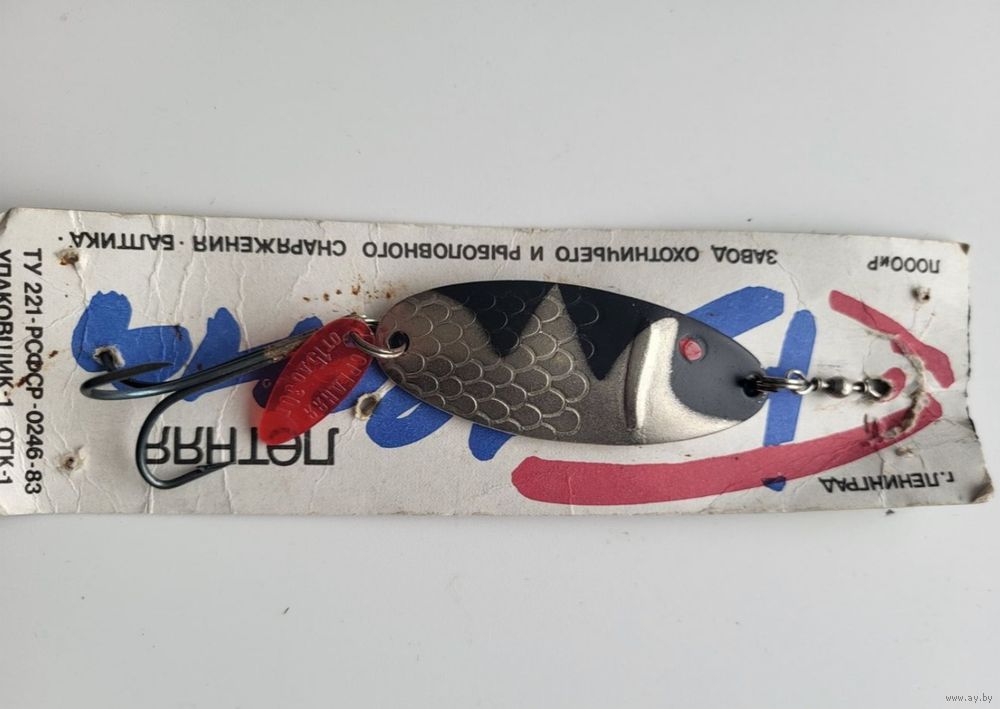 ЛОООиР
ЗАВОД ОХОТНИЧЬЕГО И РЫБОЛОВНОГО СНАРЯЖЕНИЯ · БАЛТИКА ·
г. ЛЕНИНГРАД
ЛЕТНЯЯ
ТУ 221-РСФСР-0246-83
УПАКОВЩИК-1 ОТК-1
www.ay.by